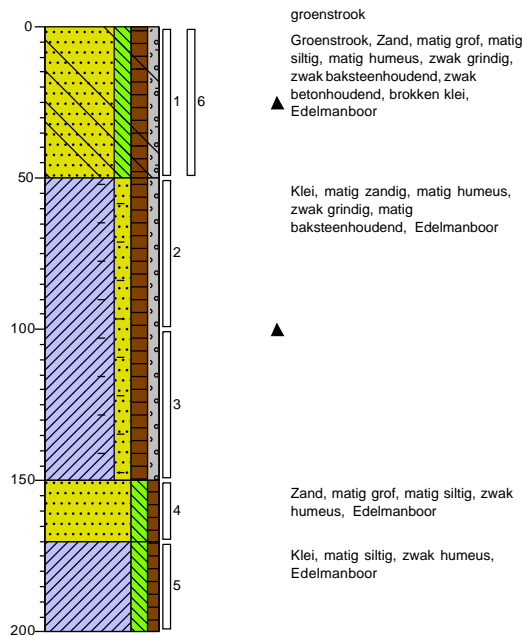 groenstrook
0
Groenstrook, Zand, matig grof, matig
siltig, matig humeus, zwak grindig,
zwak baksteenhoudend, zwak
betonhoudend, brokken klei,
Edelmanboor
1
6
50
Klei, matig zandig, matig humeus,
zwak grindig, matig
baksteenhoudend, Edelmanboor
2
100
3
150
Zand, matig grof, matig siltig, zwak
humeus, Edelmanboor
4
Klei, matig siltig, zwak humeus,
Edelmanboor
5
200